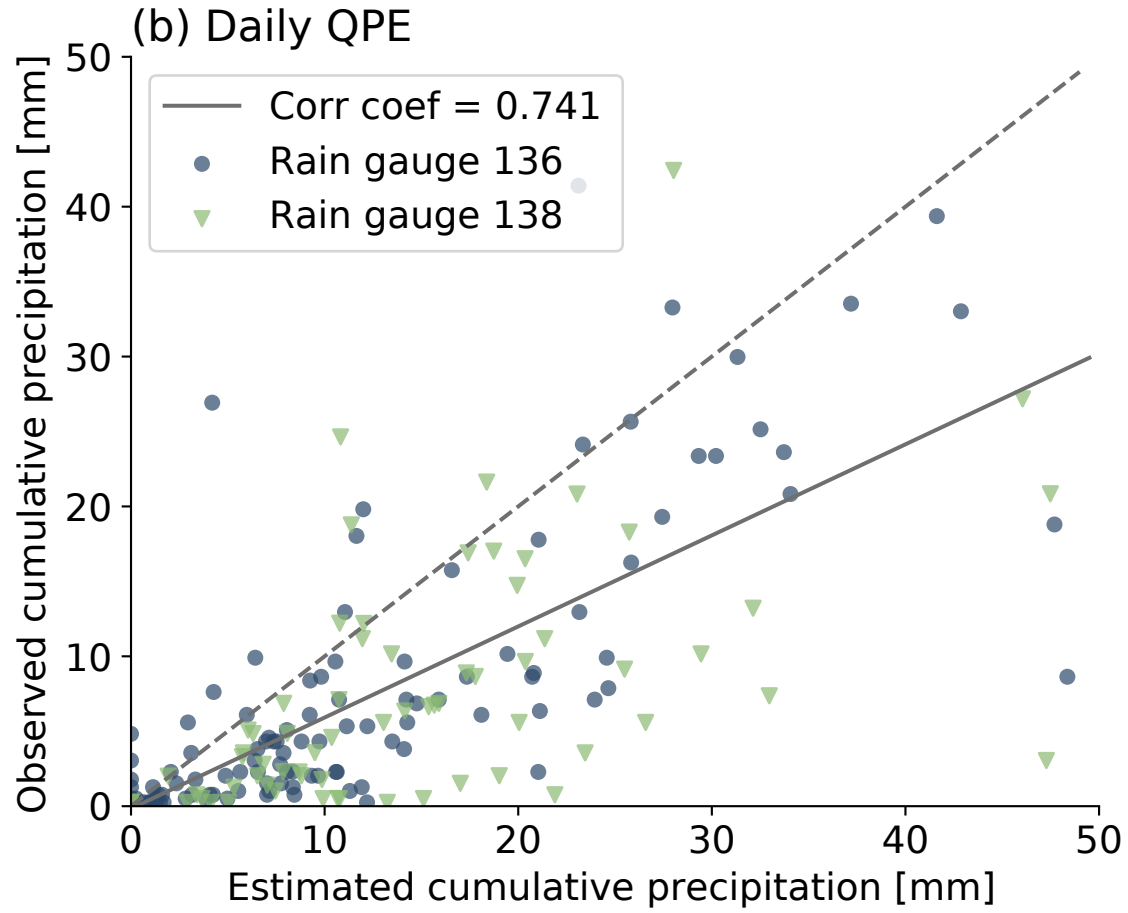 (b) Daily QPE
Observed cumulative precipitation [mm]
50
40
30
20
10
0
Corr coef = 0.741
Rain gauge 136
Rain gauge 138
0 10 20 30 40 50
Estimated cumulative precipitation [mm]